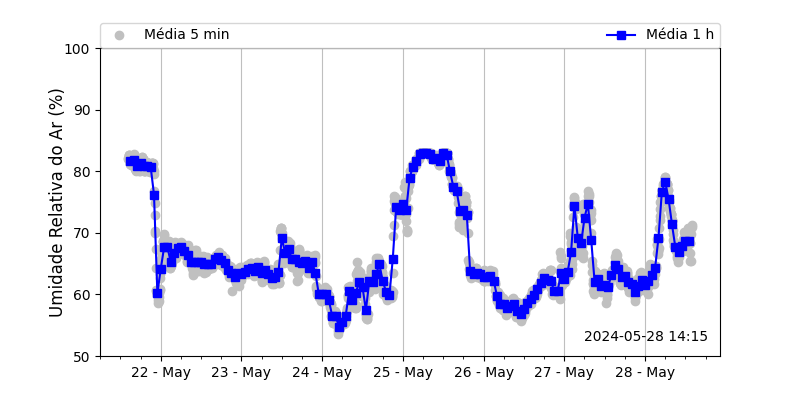 Média 5 min Média 1 h
Umidade Relativa do Ar (%)
100
90
80
70
60
50
2024-05-28 14:15
22 - May 23 - May 24 - May 25 - May 26 - May 27 - May 28 - May